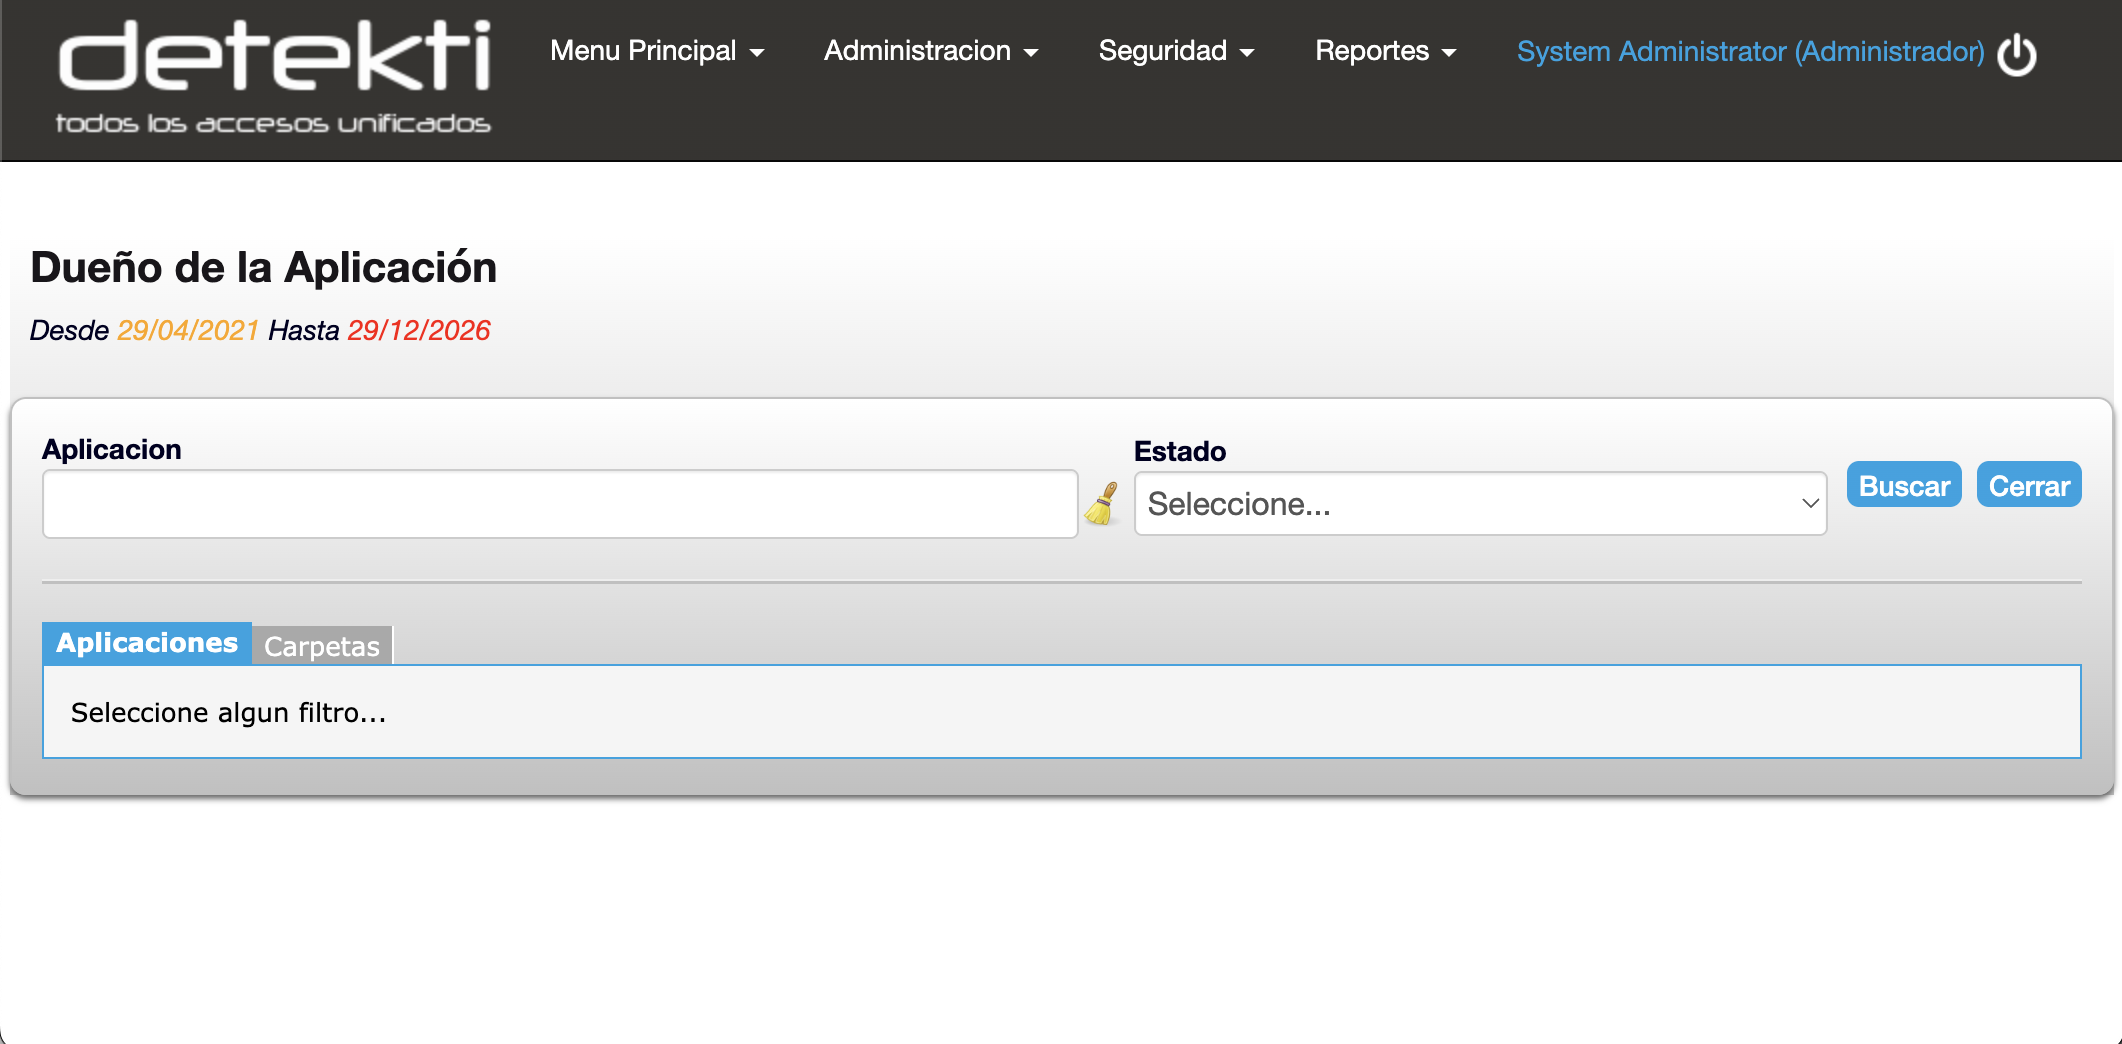 detekti
todos los accesos unificados
Menu Principal
Administracion
Seguridad
Reportes
System Administrator (Administrador)
Dueño de la Aplicación
Desde 29/04/2021 Hasta 29/12/2026
Aplicacion
Estado
Seleccione...
Buscar
Cerrar
Aplicaciones
Carpetas
Seleccione algun filtro...